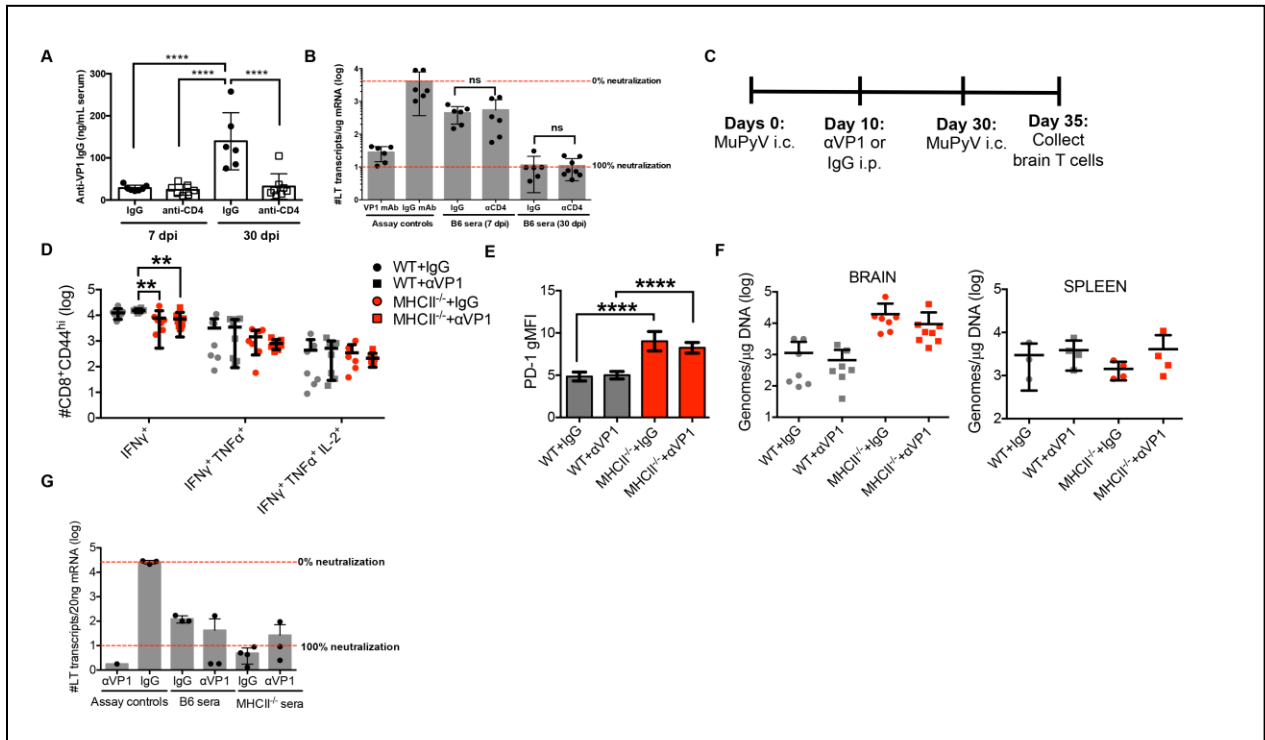 A
****
****
****
Anti-VP1 IgG (ng/mL serum)
300
200
100
0
IgG
anti-CD4
IgG
anti-CD4
7 dpi
30 dpi
B
#LT transcripts/ug mRNA (log)
4
3
2
1
0
0% neutralization
ns
ns
100% neutralization
VP1 mAb
IgG mAb
IgG
αCD4
IgG
αCD4
Assay controls
B6 sera (7 dpi)
B6 sera (30 dpi)
C
Days 0:
MuPyV i.c.
Day 10:
αVP1 or
IgG i.p.
Day 30:
MuPyV i.c.
Day 35:
Collect
brain T cells
D
**
**
#CD8⁺CD44ʰⁱ (log)
5
4
3
2
1
0
IFNγ⁺
IFNγ⁺ TNFα⁺
IFNγ⁺ TNFα⁺ IL-2⁺
WT+IgG
WT+αVP1
MHCII⁻/⁻+IgG
MHCII⁻/⁻+αVP1
E
****
****
PD-1 gMFI
15
10
5
0
WT+IgG
WT+αVP1
MHCII⁻/⁻+IgG
MHCII⁻/⁻+αVP1
F
BRAIN
Genomes/µg DNA (log)
5
4
3
2
1
WT+IgG
WT+αVP1
MHCII⁻/⁻+IgG
MHCII⁻/⁻+αVP1
SPLEEN
Genomes/µg DNA (log)
5
4
3
2
WT+IgG
WT+αVP1
MHCII⁻/⁻+IgG
MHCII⁻/⁻+αVP1
G
#LT transcripts/20ng mRNA (log)
5
4
3
2
1
0
0% neutralization
100% neutralization
αVP1
IgG
IgG
αVP1
IgG
αVP1
Assay controls
B6 sera
MHCII⁻/⁻ sera